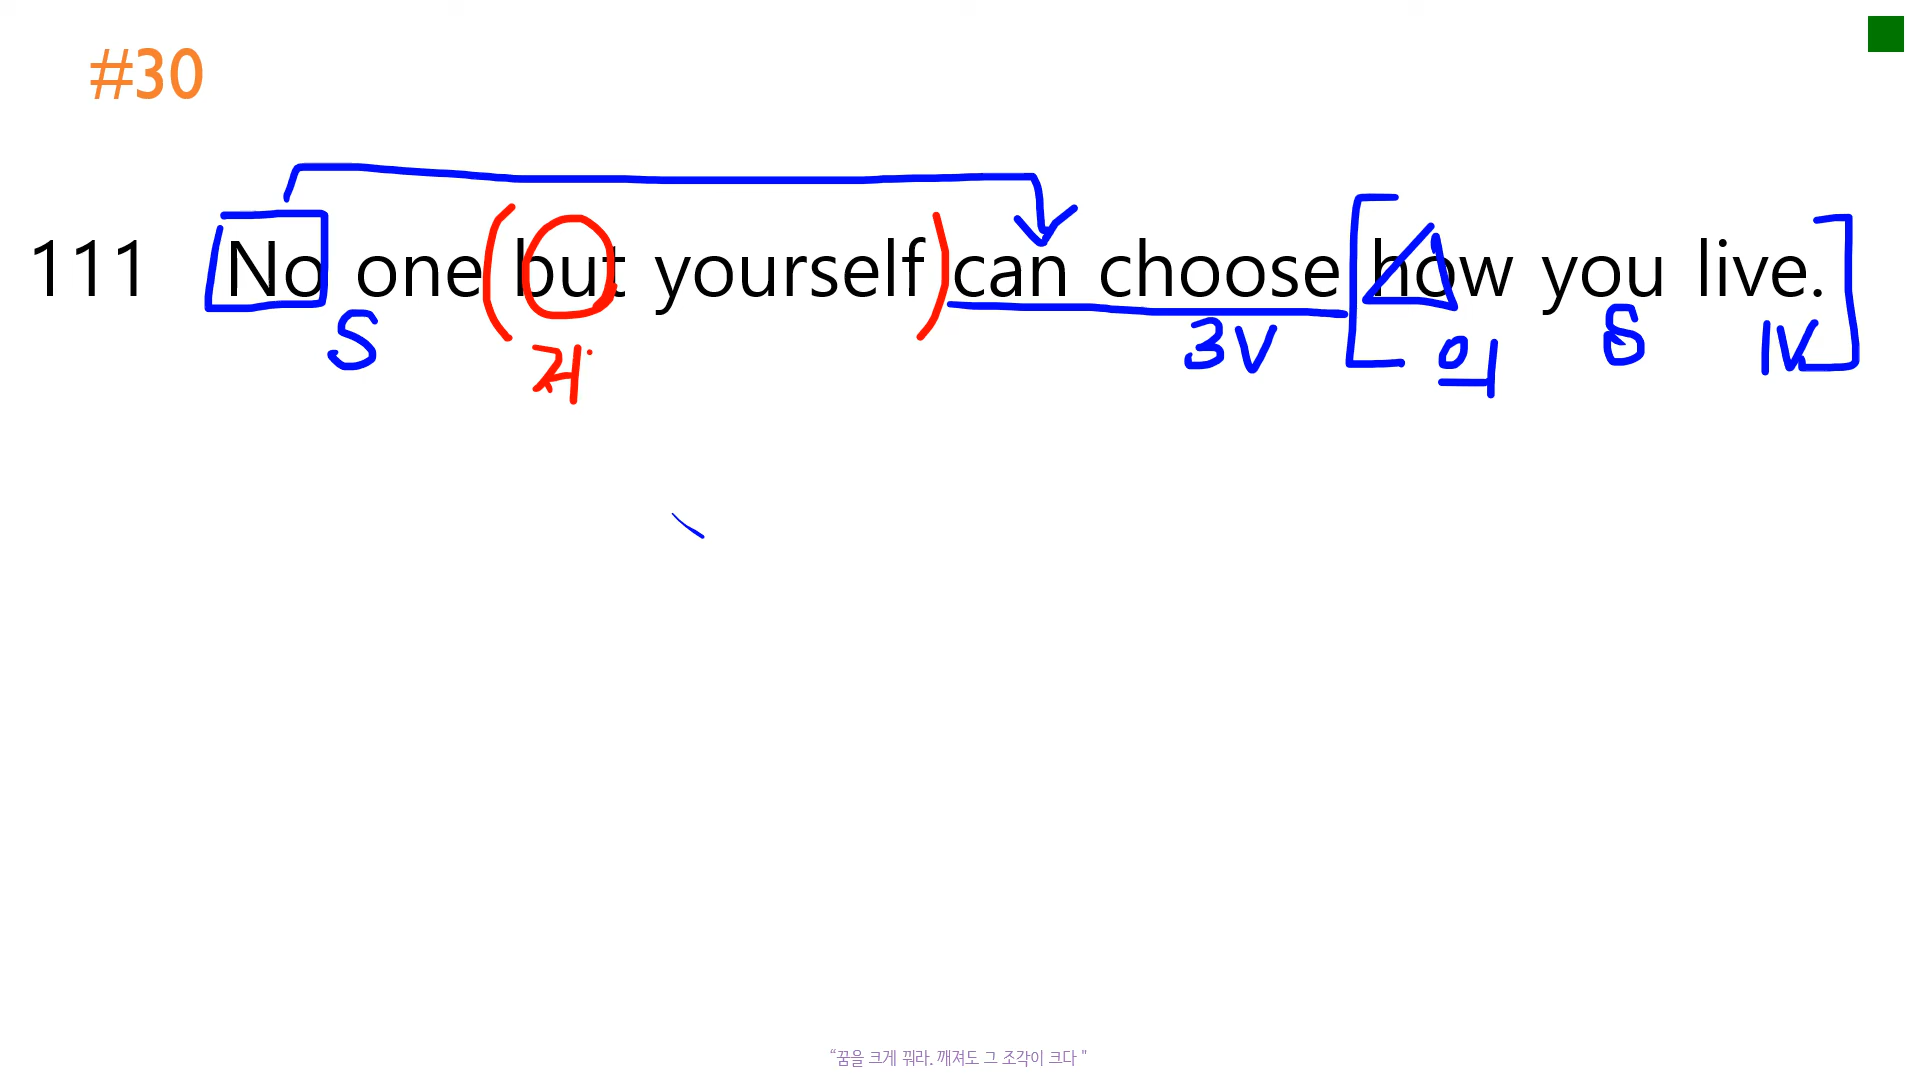 #30
111 No one but yourself can choose how you live.
S 전 3V 의 S 1V
“꿈을 크게 꿔라. 깨져도 그 조각이 크다 "